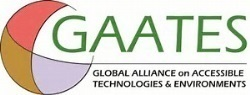 GAATES
GLOBAL ALLIANCE on ACCESSIBLE
TECHNOLOGIES & ENVIRONMENTS